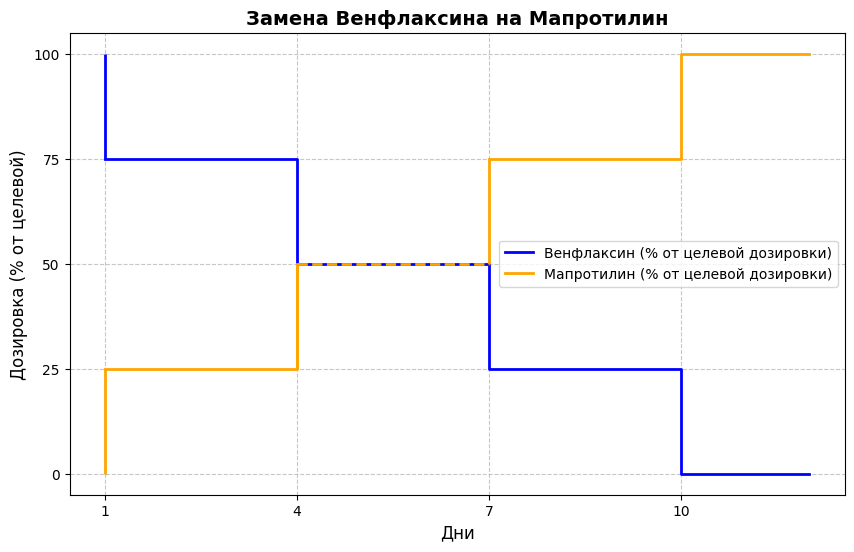 Замена Венфлаксина на Мапротилин
Дозировка (% от целевой)
100
75
50
25
0
Венфлаксин (% от целевой дозировки)
Мапротилин (% от целевой дозировки)
1
4
7
10
Дни